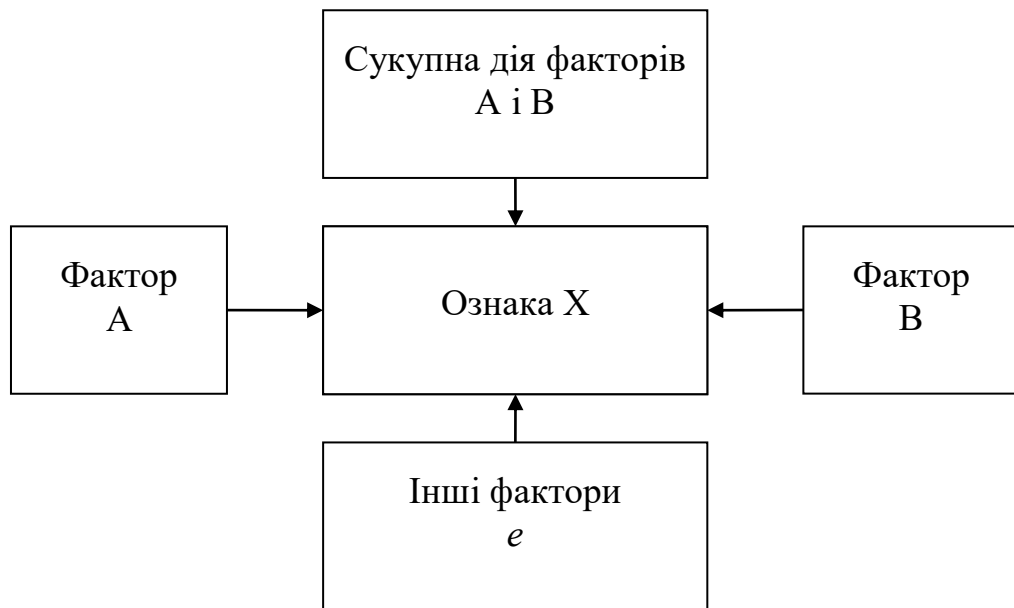 Сукупна дія факторів
А і В
Фактор
А
Ознака Х
Фактор
В
Інші фактори
e